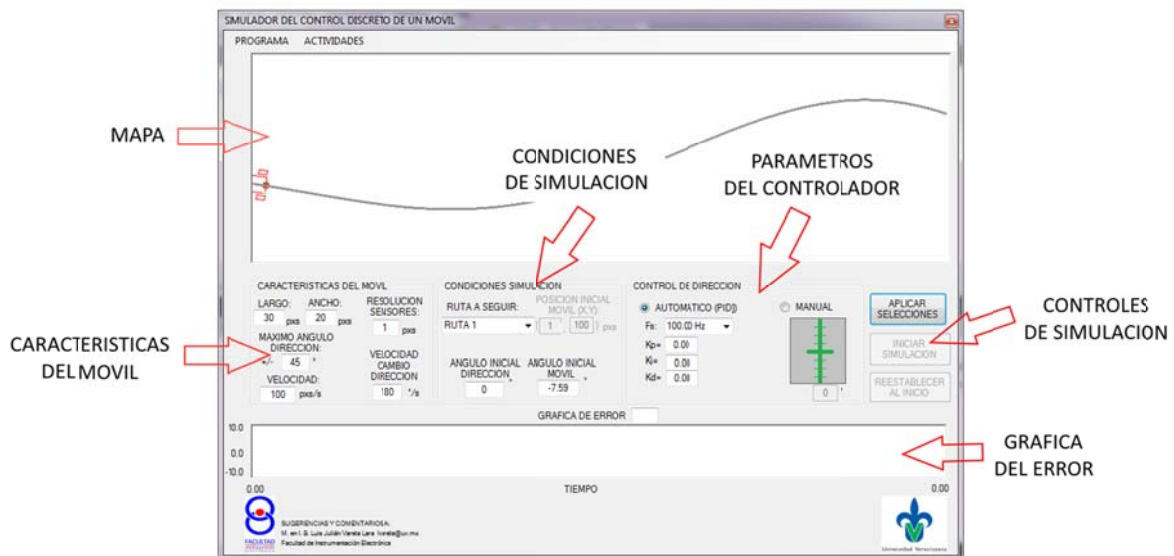 SIMULADOR DEL CONTROL DISCRETO DE UN MOVIL
PROGRAMA ACTIVIDADES
MAPA
CONDICIONES
DE SIMULACION
PARAMETROS
DEL CONTROLADOR
CARACTERISTICAS
DEL MOVIL
CONTROLES
DE SIMULACION
GRAFICA
DEL ERROR
CARACTERISTICAS DEL MOVIL
LARGO:
30 pxs
ANCHO:
20 pxs
RESOLUCION
SENSORES:
1 pxs
MAXIMO ANGULO
DIRECCION:
+/- 45 °
VELOCIDAD:
100 pxs/s
VELOCIDAD
CAMBIO
DIRECCION
180 °/s
CONDICIONES SIMULACION
RUTA A SEGUIR:
RUTA 1
POSICION INICIAL
MOVIL (X,Y):
( 1 , 100 ) pxs
ANGULO INICIAL
DIRECCION
0 °
ANGULO INICIAL
MOVIL
-7.59 °
CONTROL DE DIRECCION
AUTOMATICO (PID)
Fs: 100.00 Hz
Kp= 0.00
Ki= 0.00
Kd= 0.00
MANUAL
0 °
APLICAR
SELECCIONES
INICIAR
SIMULACION
REESTABLECER
AL INICIO
GRAFICA DE ERROR
10.0
0.0
-10.0
0.00 TIEMPO 0.00
SUGERENCIAS Y COMENTARIOS A:
M. en I. G. Luis Julián Varela Lara
Facultad de Instrumentación Electrónica
FACULTAD
Universidad Veracruzana